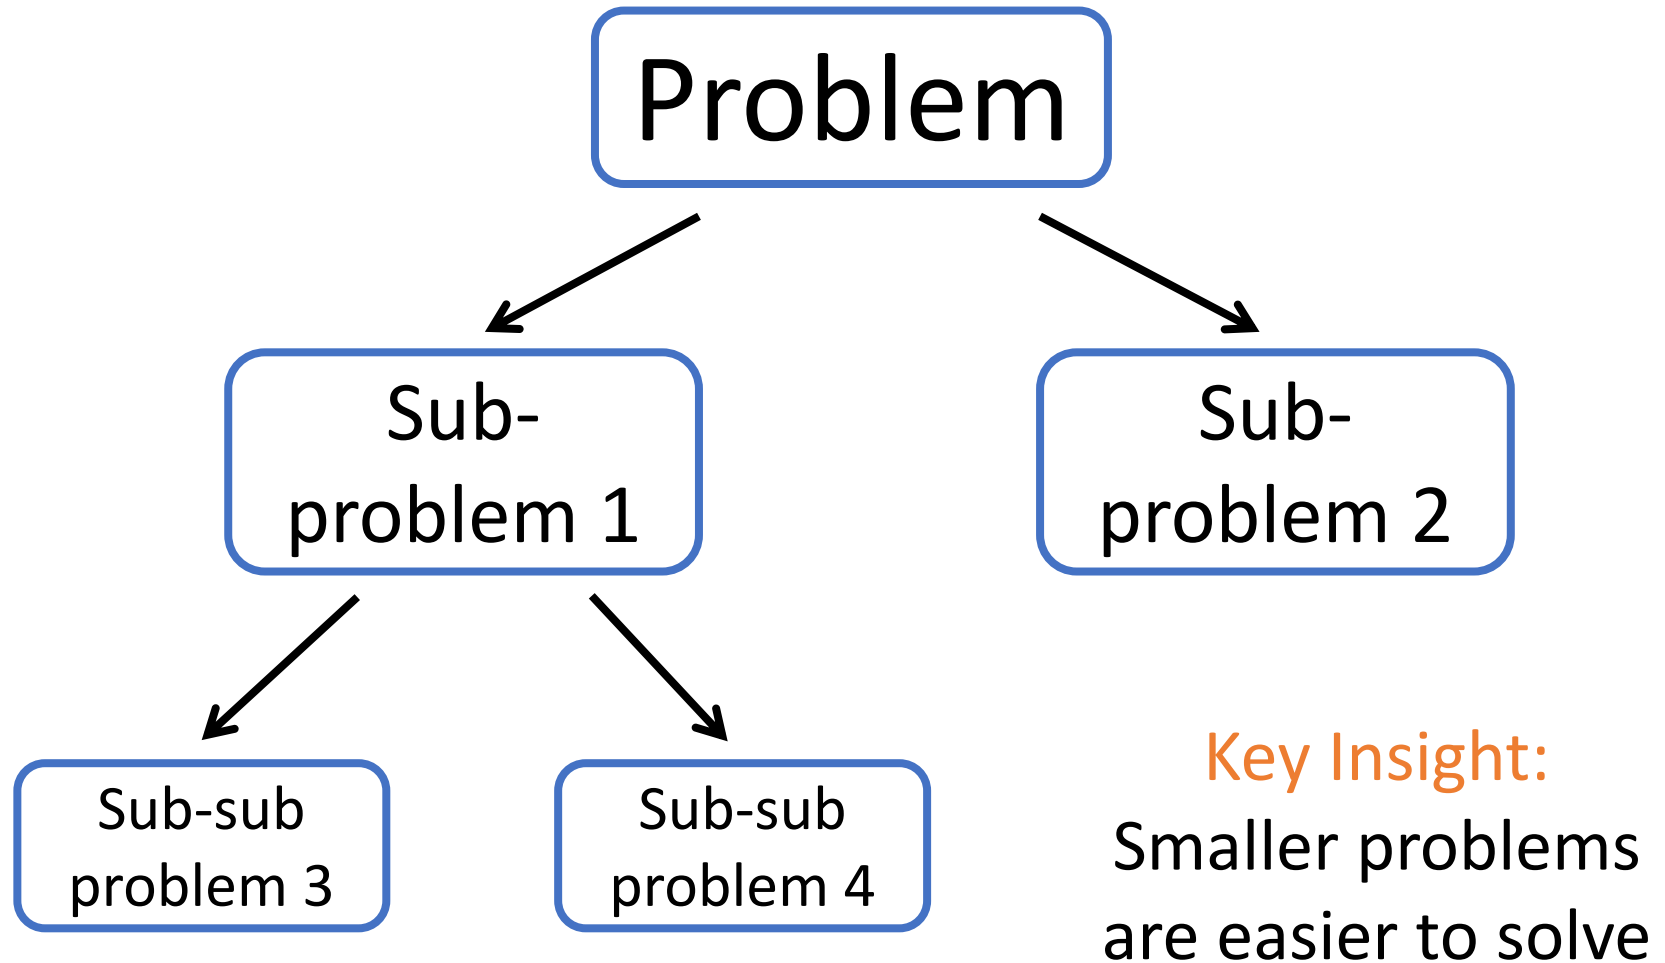 Problem
Sub-
problem 1
Sub-
problem 2
Sub-sub
problem 3
Sub-sub
problem 4
Key Insight:
Smaller problems
are easier to solve